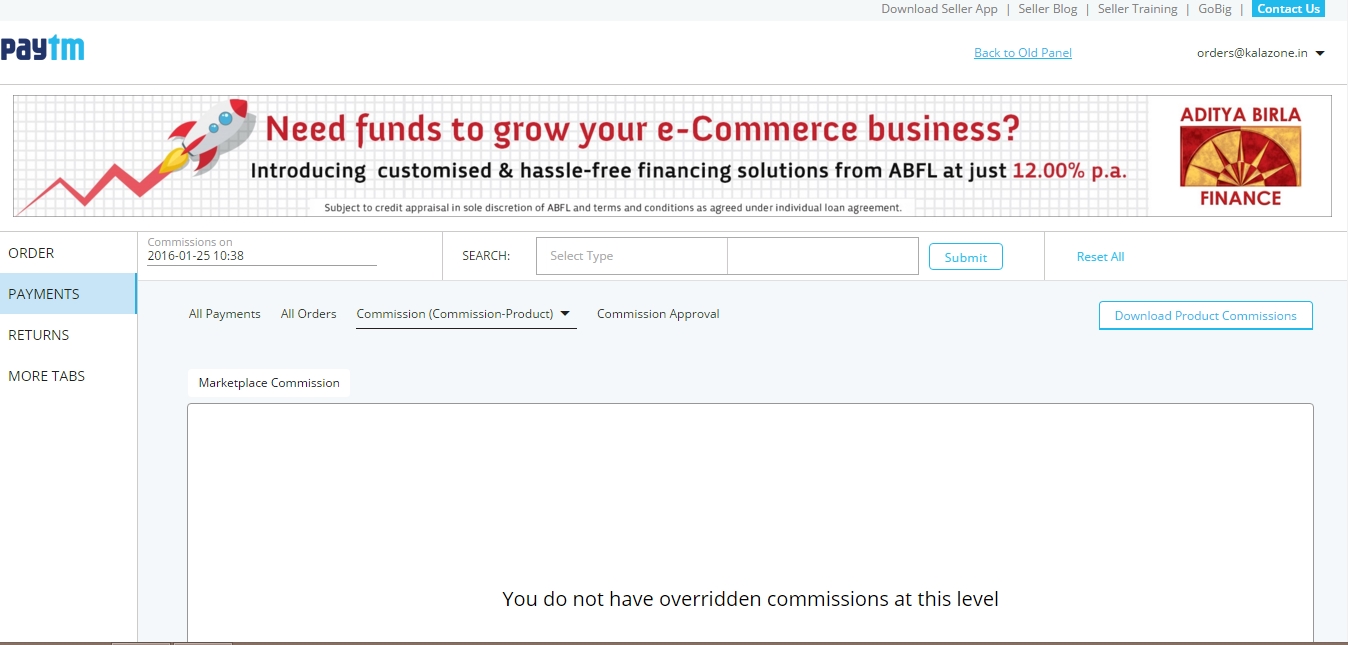 Download Seller App | Seller Blog | Seller Training | GoBig | Contact Us
paytm
Back to Old Panel
orders@kalazone.in
Need funds to grow your e-Commerce business?
Introducing customised & hassle-free financing solutions from ABFL at just 12.00% p.a.
Subject to credit appraisal in sole discretion of ABFL and terms and conditions as agreed under individual loan agreement.
ADITYA BIRLA
FINANCE
ORDER
PAYMENTS
RETURNS
MORE TABS
Commissions on
2016-01-25 10:38
SEARCH:
Select Type
Submit
Reset All
All Payments
All Orders
Commission (Commission-Product)
Commission Approval
Download Product Commissions
Marketplace Commission
You do not have overridden commissions at this level